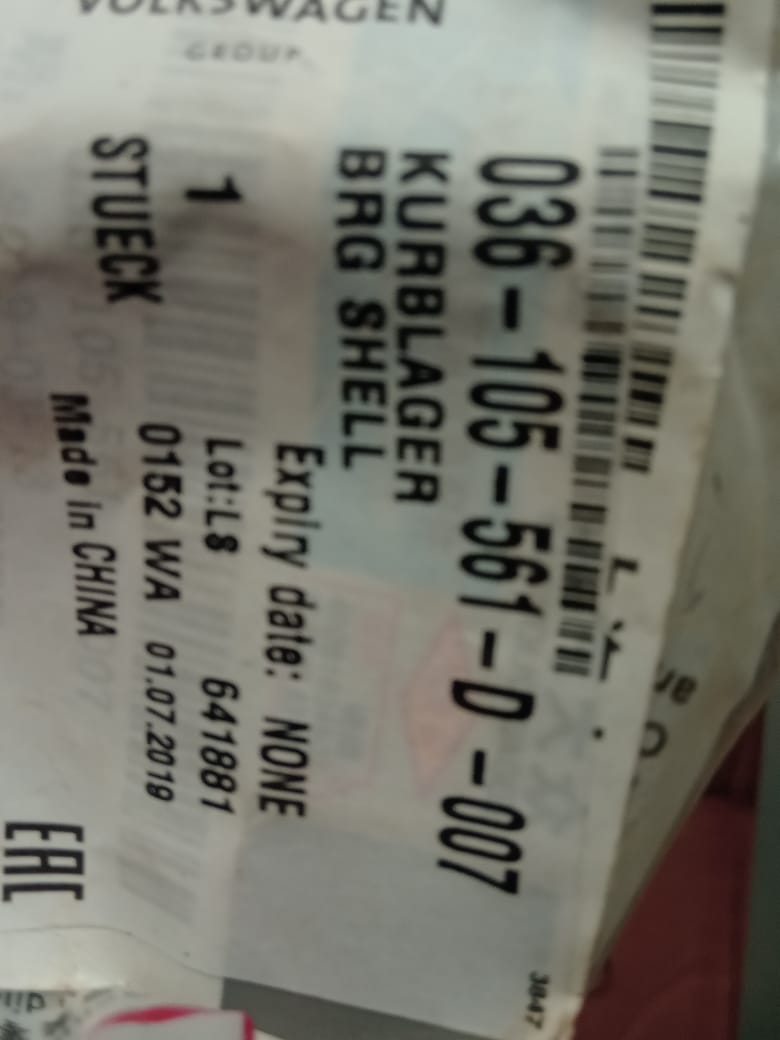 VOLKSWAGEN
GROUP
036-105-561-D -007
KURBLAGER
BRG SHELL
1
STUECK
Expiry date: NONE
Lot:L8 641881
0152 WA 01.07.2019
Made in CHINA
EAC
3847